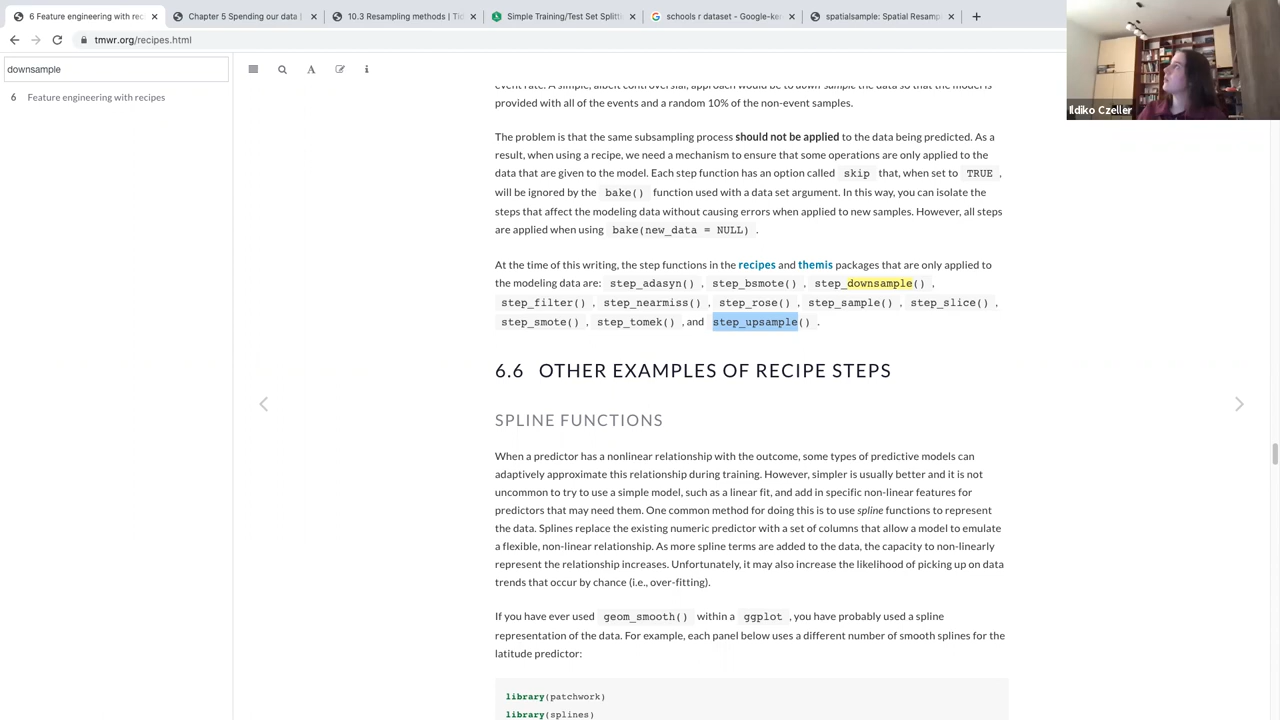 6 Feature engineering with reci
Chapter 5 Spending our data |
10.3 Resampling methods | Tid
Simple Training/Test Set Splitti
schools r dataset - Google-ke
spatialsample: Spatial Resamp
tmwr.org/recipes.html
downsample
6 Feature engineering with recipes
Ildiko Czeller
event rate. A simple, albeit controversial, approach would be to down-sample the data so that the model is
provided with all of the events and a random 10% of the non-event samples.
The problem is that the same subsampling process should not be applied to the data being predicted. As a
result, when using a recipe, we need a mechanism to ensure that some operations are only applied to the
data that are given to the model. Each step function has an option called skip that, when set to TRUE ,
will be ignored by the bake() function used with a data set argument. In this way, you can isolate the
steps that affect the modeling data without causing errors when applied to new samples. However, all steps
are applied when using bake(new_data = NULL) .
At the time of this writing, the step functions in the recipes and themis packages that are only applied to
the modeling data are: step_adasyn() , step_bsmote() , step_downsample() ,
step_filter() , step_nearmiss() , step_rose() , step_sample() , step_slice() ,
step_smote() , step_tomek() , and step_upsample() .
6.6 OTHER EXAMPLES OF RECIPE STEPS
SPLINE FUNCTIONS
When a predictor has a nonlinear relationship with the outcome, some types of predictive models can
adaptively approximate this relationship during training. However, simpler is usually better and it is not
uncommon to try to use a simple model, such as a linear fit, and add in specific non-linear features for
predictors that may need them. One common method for doing this is to use spline functions to represent
the data. Splines replace the existing numeric predictor with a set of columns that allow a model to emulate
a flexible, non-linear relationship. As more spline terms are added to the data, the capacity to non-linearly
represent the relationship increases. Unfortunately, it may also increase the likelihood of picking up on data
trends that occur by chance (i.e., over-fitting).
If you have ever used geom_smooth() within a ggplot , you have probably used a spline
representation of the data. For example, each panel below uses a different number of smooth splines for the
latitude predictor:
library(patchwork)
library(splines)